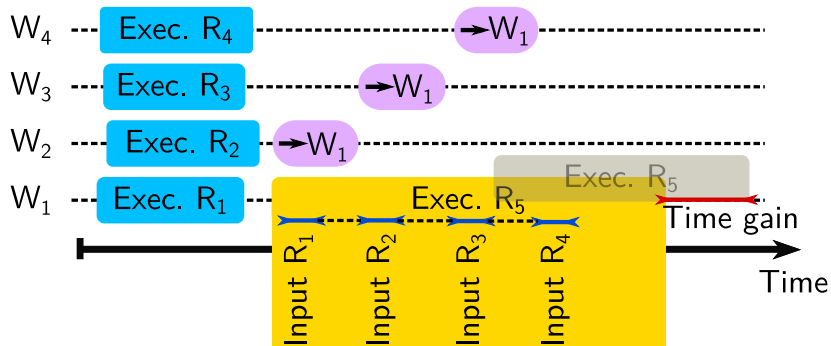 W₄ Exec. R₄ →W₁
W₃ Exec. R₃ →W₁
W₂ Exec. R₂ →W₁
Exec. R₅
W₁ Exec. R₁ Exec. R₅
Time gain
Input R₁ Input R₂ Input R₃ Input R₄
Time